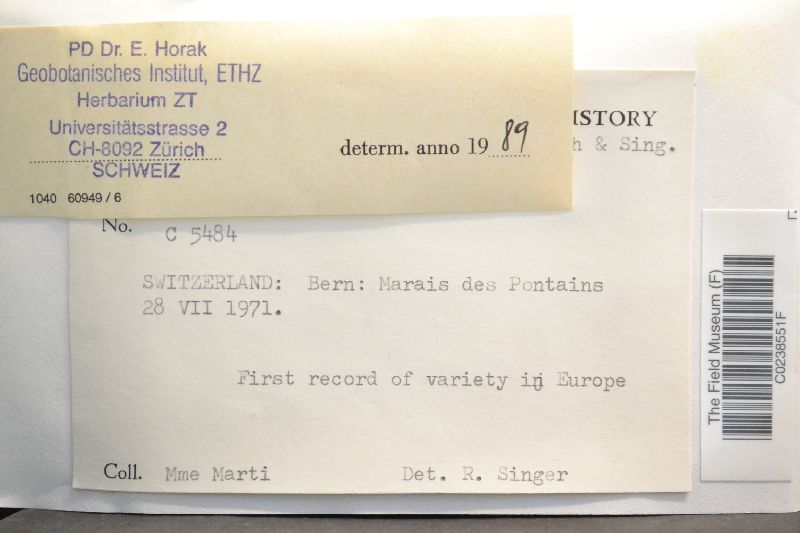 PD Dr. E. Horak
Geobotanisches Institut, ETHZ
Herbarium ZT
Universitätsstrasse 2
CH-8092 Zürich
SCHWEIZ
determ. anno 1989
1040 60949/6
ISTORY
h & Sing.
No. C 5484
SWITZERLAND: Bern: Marais des Pontains
28 VII 1971.
First record of variety in Europe
Coll. Mme Marti Det. R. Singer
The Field Museum (F)
C0238551F